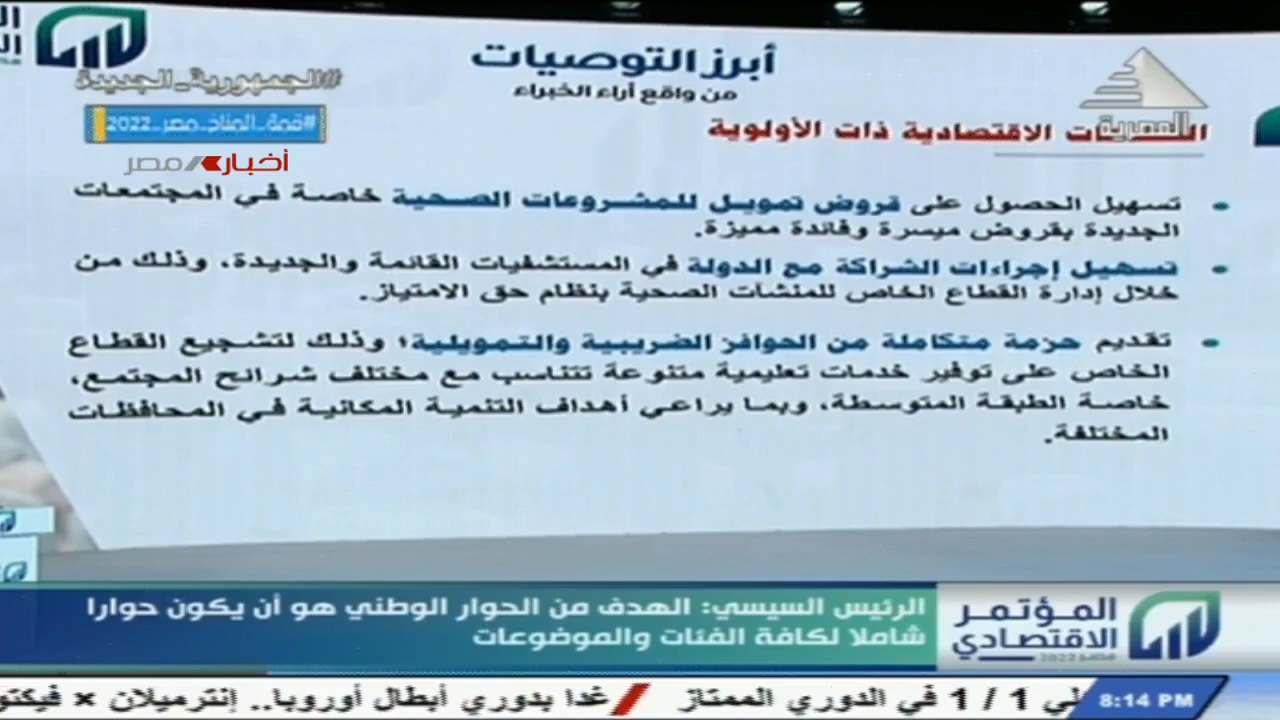 أبرز التوصيات
من واقع أراء الخبراء
#الجمهورية_الجديدة
#قمة_المناخ_مصر_2022
أخبار مصر
المصرية
الاقتصادية ذات الأولوية
تسهيل الحصول على قروض تمويل للمشروعات الصحية خاصة في المجتمعات
الجديدة بقروض ميسرة وفائدة مميزة.
تسهيل إجراءات الشراكة مع الدولة في المستشفيات القائمة والجديدة، وذلك من
خلال إدارة القطاع الخاص للمنشآت الصحية بنظام حق الامتياز.
تقديم حزمة متكاملة من الحوافز الضريبية والتمويلية؛ وذلك لتشجيع القطاع
الخاص على توفير خدمات تعليمية متنوعة تتناسب مع مختلف شرائح المجتمع،
خاصة الطبقة المتوسطة، وبما يراعي أهداف التنمية المكانية في المحافظات
المختلفة.
المؤتمر
الاقتصادي
مصر 2022
الرئيس السيسي: الهدف من الحوار الوطني هو أن يكون حوارا
شاملا لكافة الفئات والموضوعات
8:14 PM
1 / 1 في الدوري الممتاز
غدا بدوري أبطال أوروبا.. إنترميلان ×